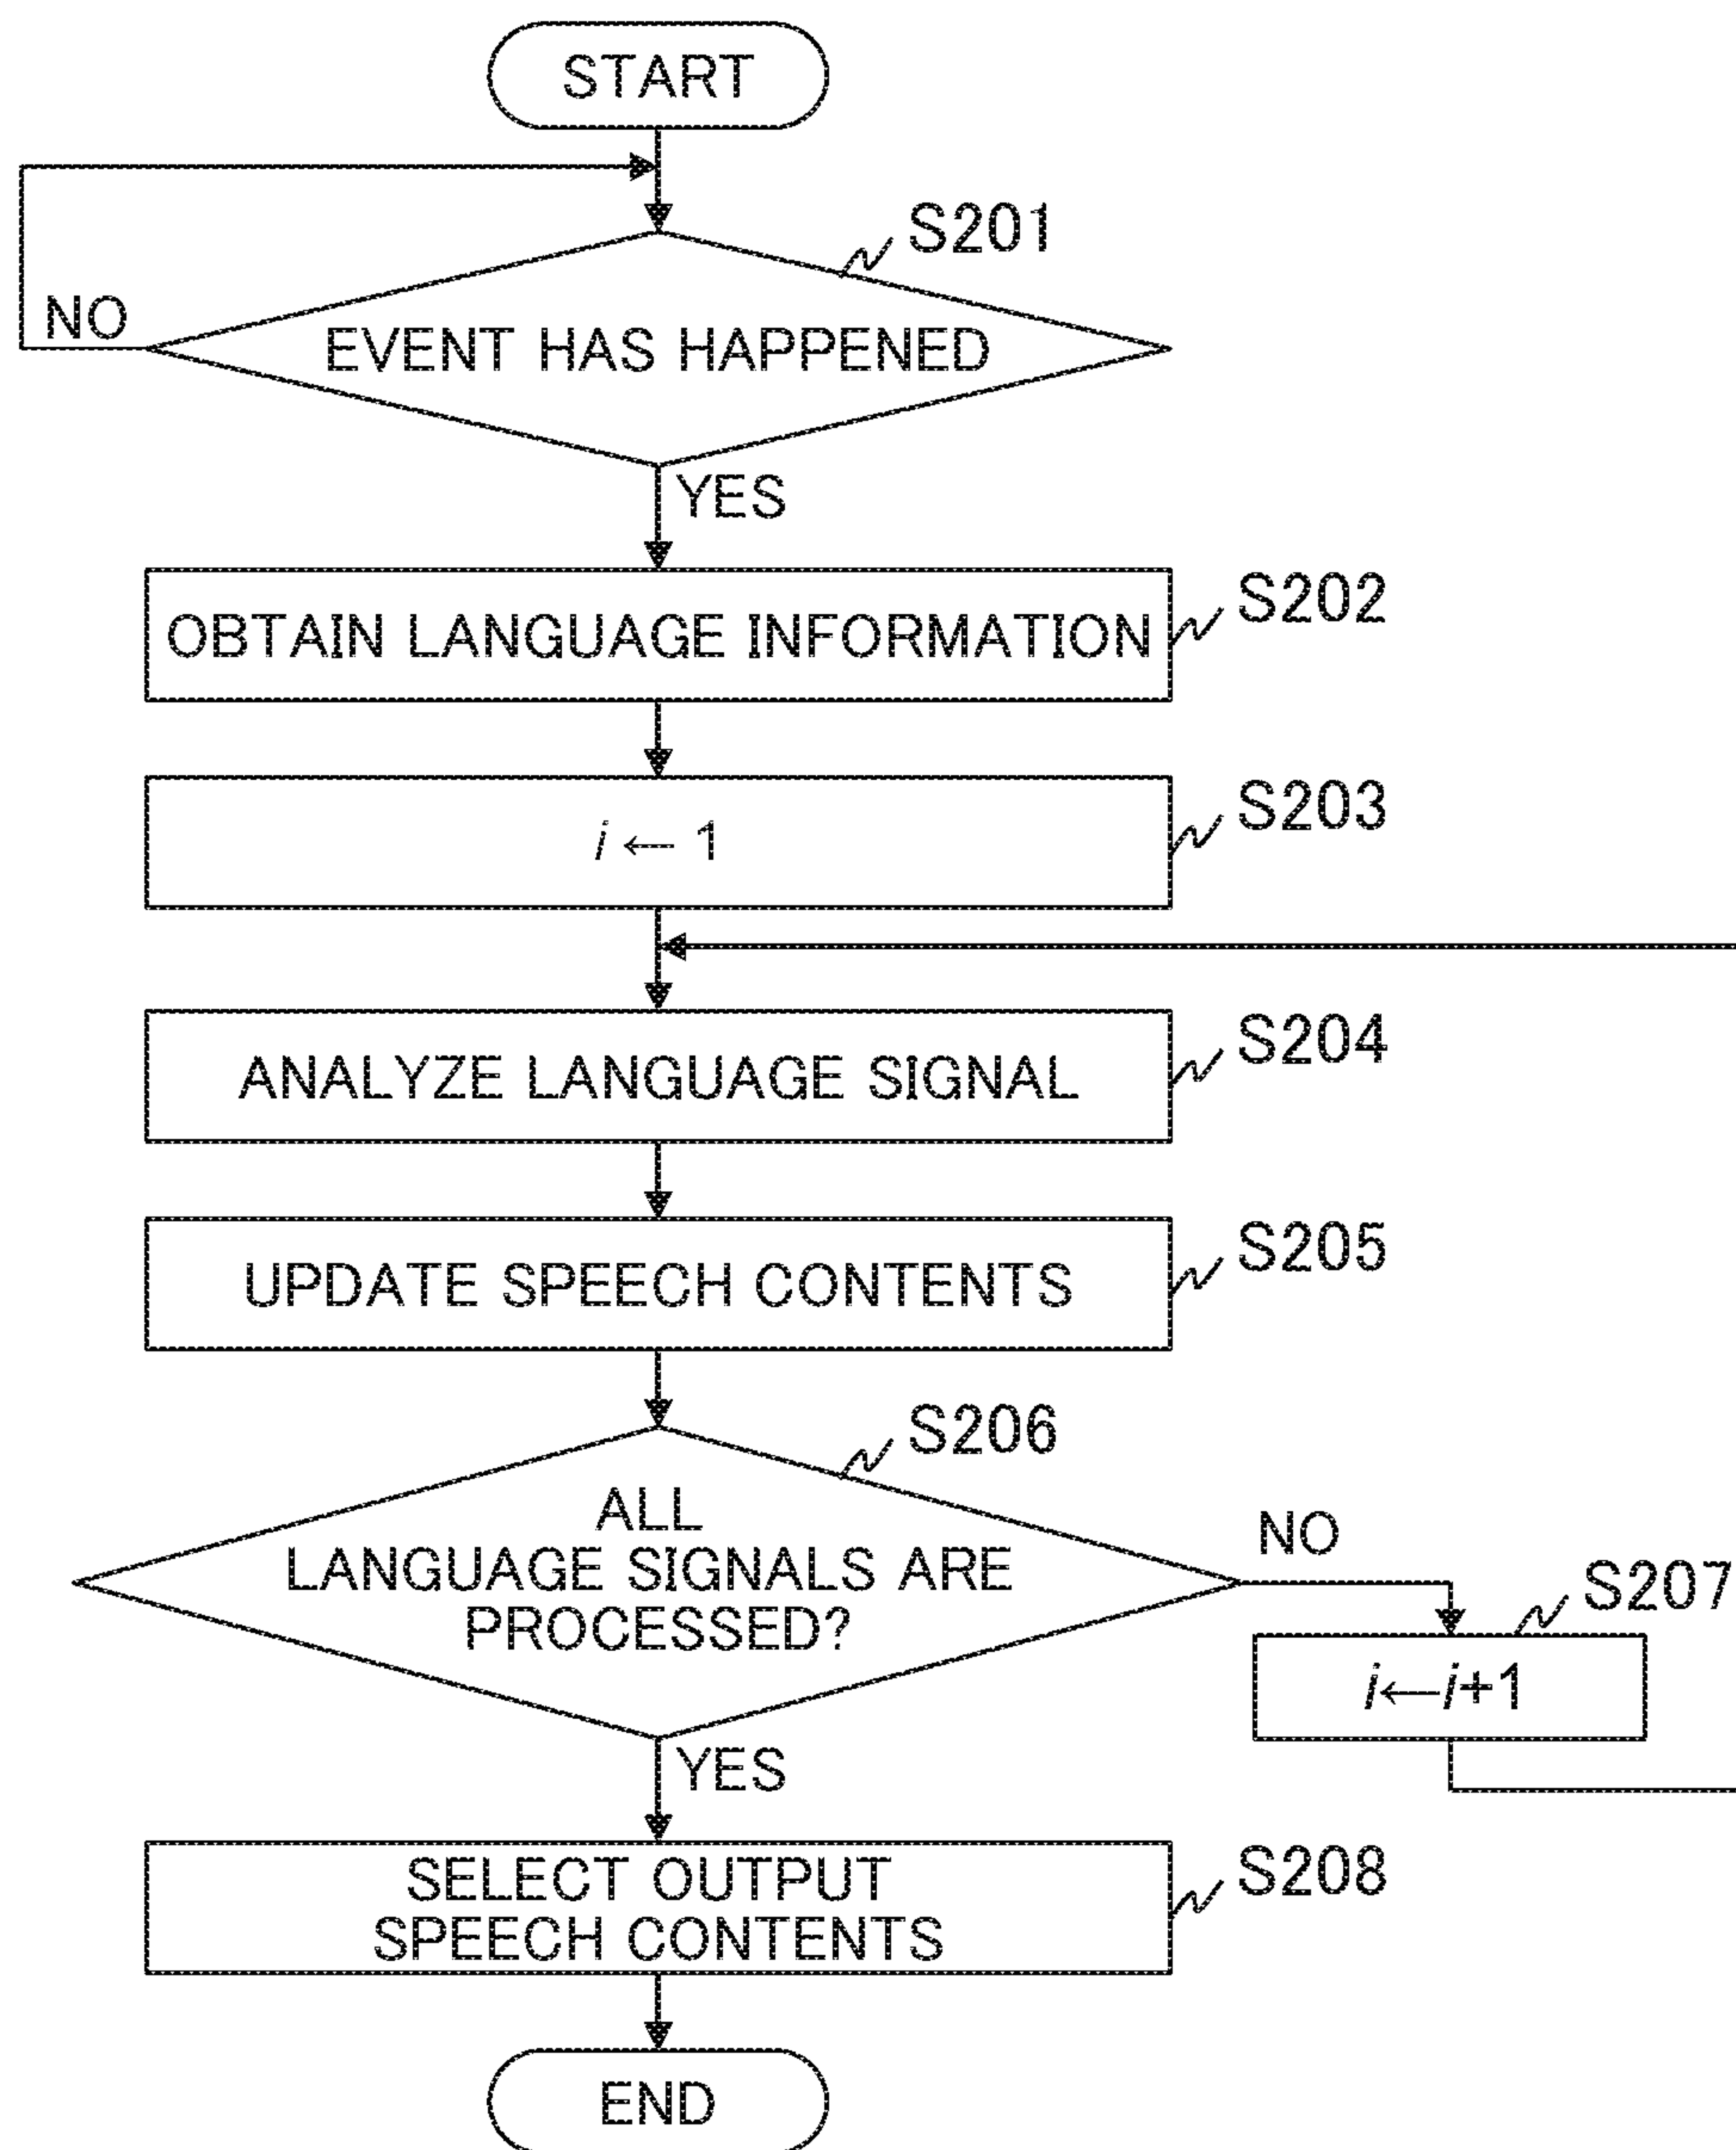 START
S201
NO
EVENT HAS HAPPENED
YES
OBTAIN LANGUAGE INFORMATION
S202
i ← 1
S203
ANALYZE LANGUAGE SIGNAL
S204
UPDATE SPEECH CONTENTS
S205
S206
ALL
LANGUAGE SIGNALS ARE
PROCESSED?
NO
S207
i←i+1
YES
SELECT OUTPUT
SPEECH CONTENTS
S208
END